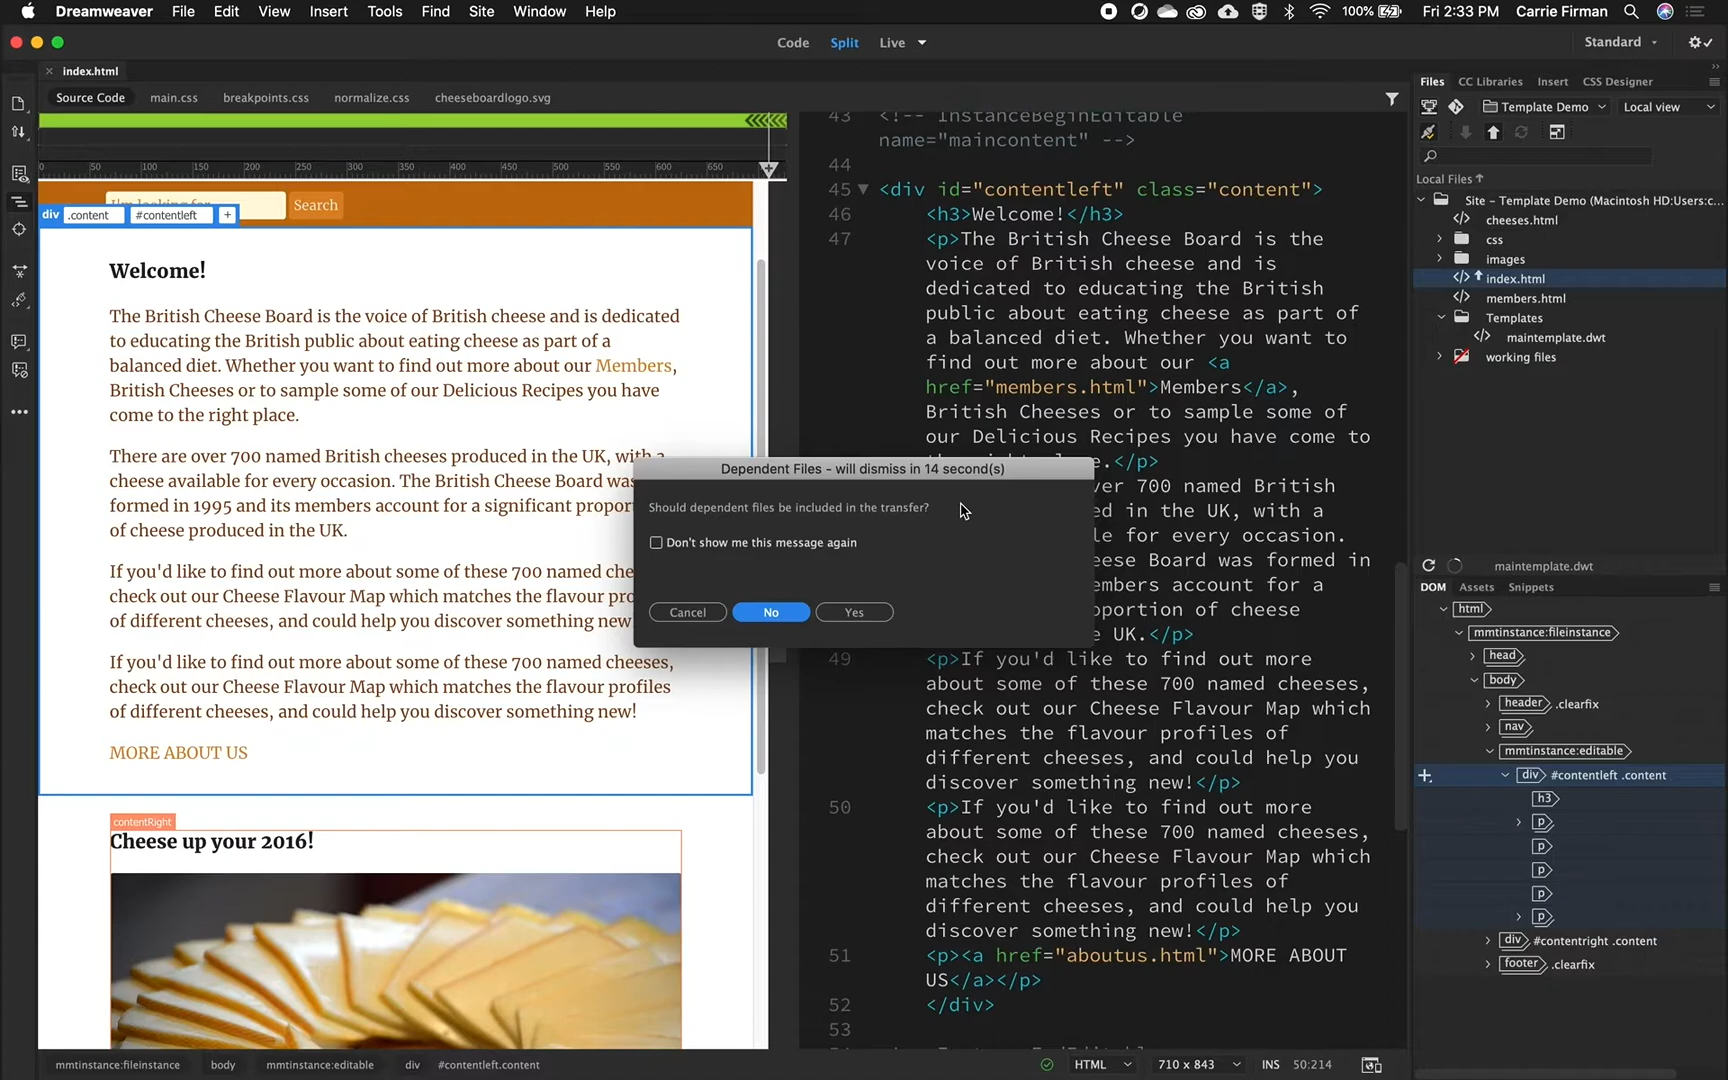 Dreamweaver File Edit View Insert Tools Find Site Window Help 100% Fri 2:33 PM Carrie Firman
Code Split Live Standard
index.html
Source Code main.css breakpoints.css normalize.css cheeseboardlogo.svg
0 50 100 150 200 250 300 350 400 450 500 550 600 650
Search
div .content #contentleft +
Welcome!
The British Cheese Board is the voice of British cheese and is dedicated
to educating the British public about eating cheese as part of a
balanced diet. Whether you want to find out more about our Members,
British Cheeses or to sample some of our Delicious Recipes you have
come to the right place.
There are over 700 named British cheeses produced in the UK, with a
cheese available for every occasion. The British Cheese Board was
formed in 1995 and its members account for a significant propor
of cheese produced in the UK.
If you'd like to find out more about some of these 700 named che
check out our Cheese Flavour Map which matches the flavour pro
of different cheeses, and could help you discover something new
If you'd like to find out more about some of these 700 named cheeses,
check out our Cheese Flavour Map which matches the flavour profiles
of different cheeses, and could help you discover something new!
MORE ABOUT US
contentRight
Cheese up your 2016!
43 <!-- InstanceBeginEditable
name="maincontent" -->
44
45 <div id="contentleft" class="content">
46 <h3>Welcome!</h3>
47 <p>The British Cheese Board is the
voice of British cheese and is
dedicated to educating the British
public about eating cheese as part of
a balanced diet. Whether you want to
find out more about our <a
href="members.html">Members</a>,
British Cheeses or to sample some of
our Delicious Recipes you have come to
e.</p>
ver 700 named British
ed in the UK, with a
le for every occasion.
eese Board was formed in
embers account for a
oportion of cheese
UK.</p>
49 <p>If you'd like to find out more
about some of these 700 named cheeses,
check out our Cheese Flavour Map which
matches the flavour profiles of
different cheeses, and could help you
discover something new!</p>
50 <p>If you'd like to find out more
about some of these 700 named cheeses,
check out our Cheese Flavour Map which
matches the flavour profiles of
different cheeses, and could help you
discover something new!</p>
51 <p><a href="aboutus.html">MORE ABOUT
US</a></p>
52 </div>
53
Dependent Files - will dismiss in 14 second(s)
Should dependent files be included in the transfer?
Don't show me this message again
Cancel No Yes
Files CC Libraries Insert CSS Designer
Template Demo Local view
Local Files
Site - Template Demo (Macintosh HD:Users:c...
cheeses.html
css
images
index.html
members.html
Templates
maintemplate.dwt
working files
maintemplate.dwt
DOM Assets Snippets
html
mmtinstance:fileinstance
head
body
header .clearfix
nav
mmtinstance:editable
div #contentleft .content
h3
p
p
p
p
p
div #contentright .content
footer .clearfix
mmtinstance:fileinstance body mmtinstance:editable div #contentleft.content HTML 710 x 843 INS 50:214